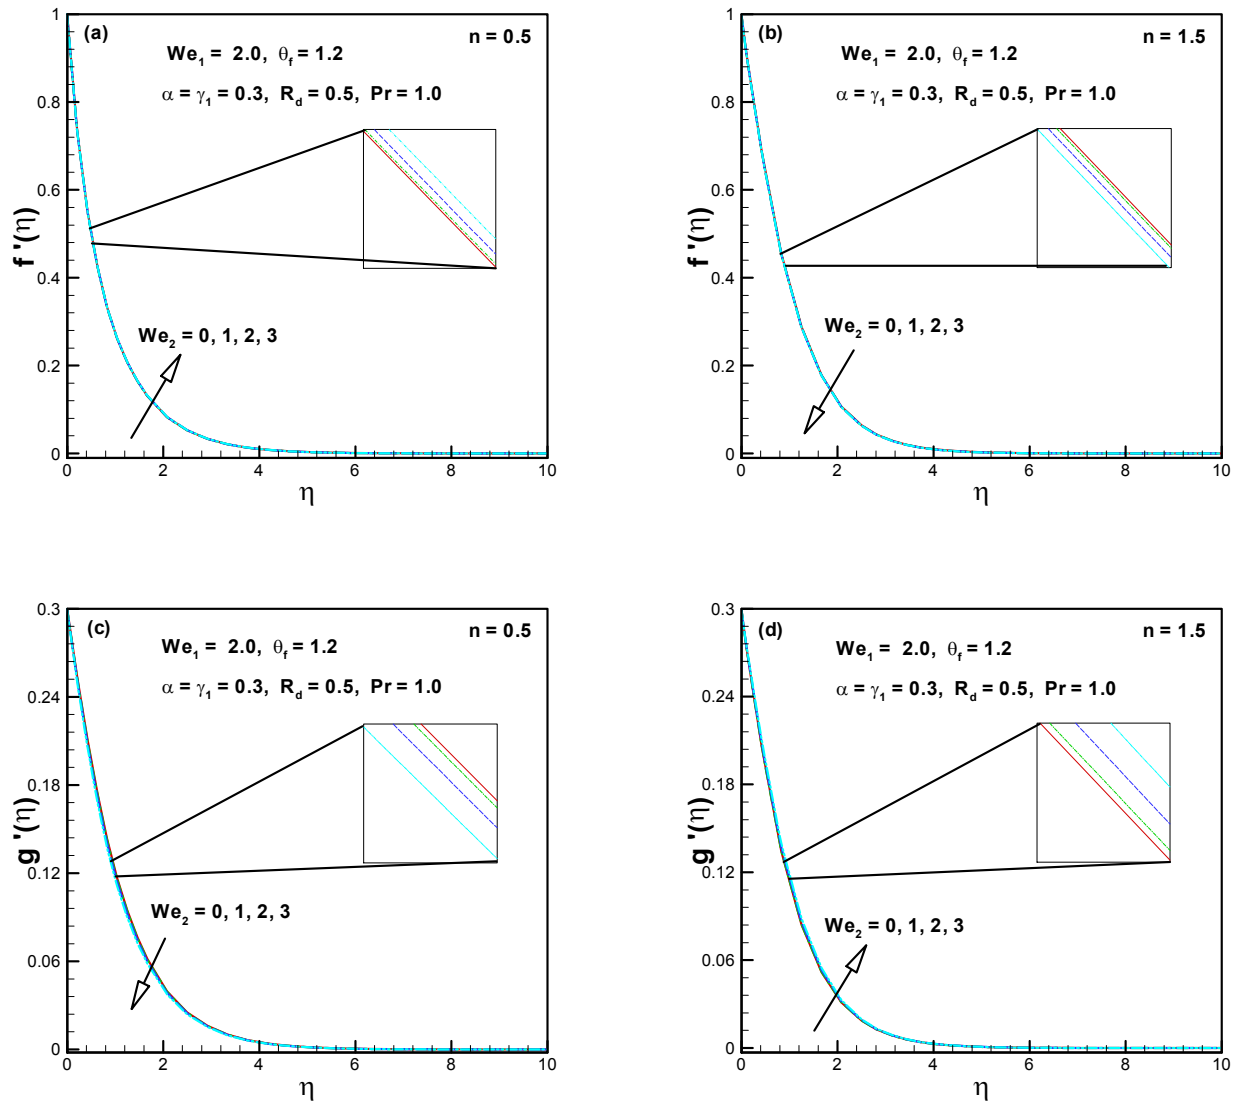 (a)
n = 0.5
We₁ = 2.0, θf = 1.2
α = γ₁ = 0.3, Rd = 0.5, Pr = 1.0
We₂ = 0, 1, 2, 3
f '(η)
1
0.8
0.6
0.4
0.2
0
0 2 4 6 8 10
η
(b)
n = 1.5
We₁ = 2.0, θf = 1.2
α = γ₁ = 0.3, Rd = 0.5, Pr = 1.0
We₂ = 0, 1, 2, 3
f '(η)
1
0.8
0.6
0.4
0.2
0
0 2 4 6 8 10
η
(c)
n = 0.5
We₁ = 2.0, θf = 1.2
α = γ₁ = 0.3, Rd = 0.5, Pr = 1.0
We₂ = 0, 1, 2, 3
g '(η)
0.3
0.24
0.18
0.12
0.06
0
0 2 4 6 8 10
η
(d)
n = 1.5
We₁ = 2.0, θf = 1.2
α = γ₁ = 0.3, Rd = 0.5, Pr = 1.0
We₂ = 0, 1, 2, 3
g '(η)
0.3
0.24
0.18
0.12
0.06
0
0 2 4 6 8 10
η